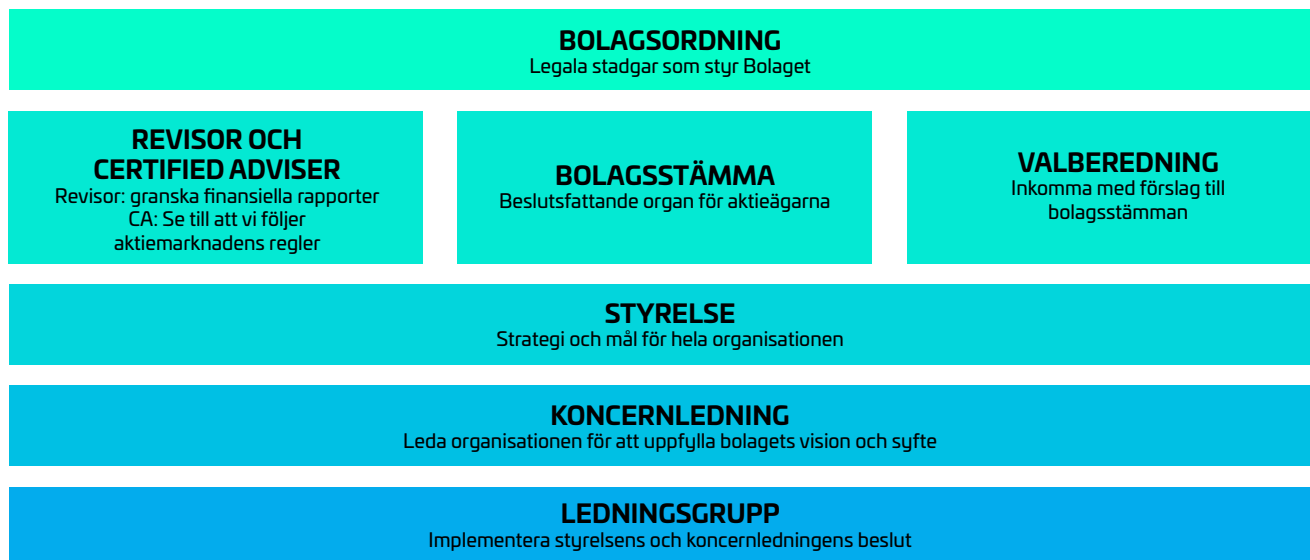 BOLAGSORDNING
Legala stadgar som styr Bolaget
REVISOR OCH
CERTIFIED ADVISER
Revisor: granska finansiella rapporter
CA: Se till att vi följer
aktiemarknadens regler
BOLAGSSTÄMMA
Beslutsfattande organ för aktieägarna
VALBEREDNING
Inkomma med förslag till
bolagsstämman
STYRELSE
Strategi och mål för hela organisationen
KONCERNLEDNING
Leda organisationen för att uppfylla bolagets vision och syfte
LEDNINGSGRUPP
Implementera styrelsens och koncernledningens beslut